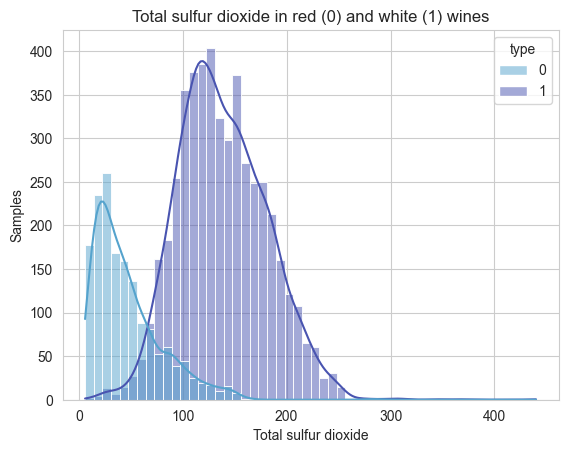 Total sulfur dioxide in red (0) and white (1) wines
type
0
1
Samples
400
350
300
250
200
150
100
50
0
0 100 200 300 400
Total sulfur dioxide